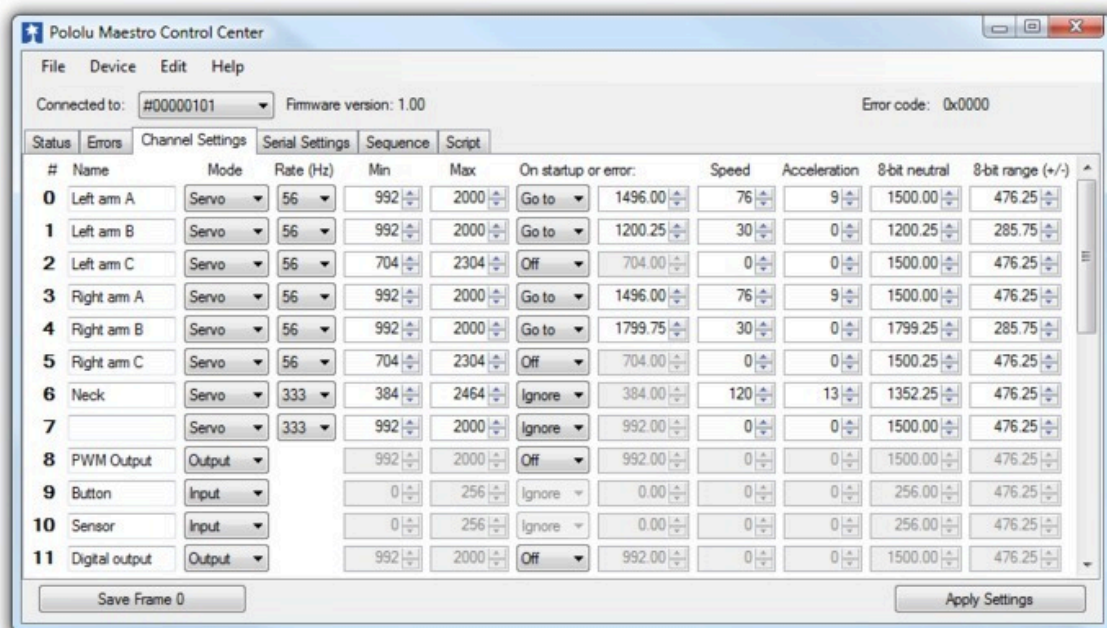 Pololu Maestro Control Center
File Device Edit Help
Connected to: #00000101 Firmware version: 1.00 Error code: 0x0000
Status Errors Channel Settings Serial Settings Sequence Script
# Name Mode Rate (Hz) Min Max On startup or error: Speed Acceleration 8-bit neutral 8-bit range (+/-)
0 Left arm A Servo 56 992 2000 Go to 1496.00 76 9 1500.00 476.25
1 Left arm B Servo 56 992 2000 Go to 1200.25 30 0 1200.25 285.75
2 Left arm C Servo 56 704 2304 Off 704.00 0 0 1500.00 476.25
3 Right arm A Servo 56 992 2000 Go to 1496.00 76 9 1500.00 476.25
4 Right arm B Servo 56 992 2000 Go to 1799.75 30 0 1799.25 285.75
5 Right arm C Servo 56 704 2304 Off 704.00 0 0 1500.25 476.25
6 Neck Servo 333 384 2464 Ignore 384.00 120 13 1352.25 476.25
7 Servo 333 992 2000 Ignore 992.00 0 0 1500.00 476.25
8 PWM Output Output 992 2000 Off 992.00 0 0 1500.00 476.25
9 Button Input 0 256 Ignore 0.00 0 0 256.00 476.25
10 Sensor Input 0 256 Ignore 0.00 0 0 256.00 476.25
11 Digital output Output 992 2000 Off 992.00 0 0 1500.00 476.25
Save Frame 0 Apply Settings